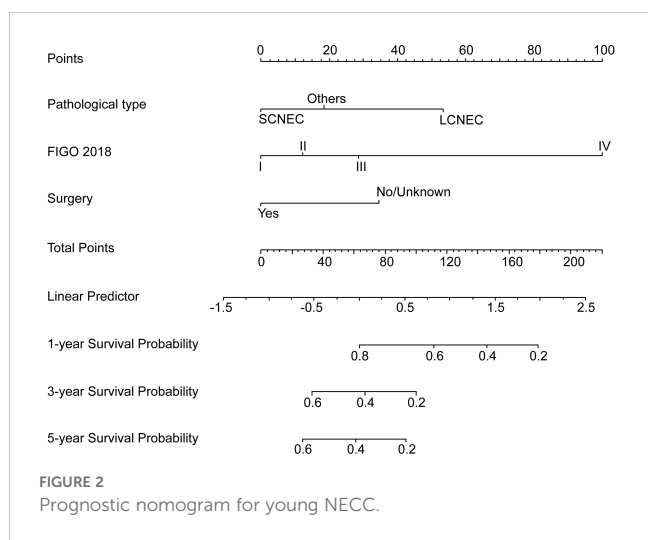 Points 0 20 40 60 80 100
Pathological type SCNEC Others LCNEC
FIGO 2018 I II III IV
Surgery Yes No/Unknown
Total Points 0 40 80 120 160 200
Linear Predictor -1.5 -0.5 0.5 1.5 2.5
1-year Survival Probability 0.8 0.6 0.4 0.2
3-year Survival Probability 0.6 0.4 0.2
5-year Survival Probability 0.6 0.4 0.2
FIGURE 2
Prognostic nomogram for young NECC.